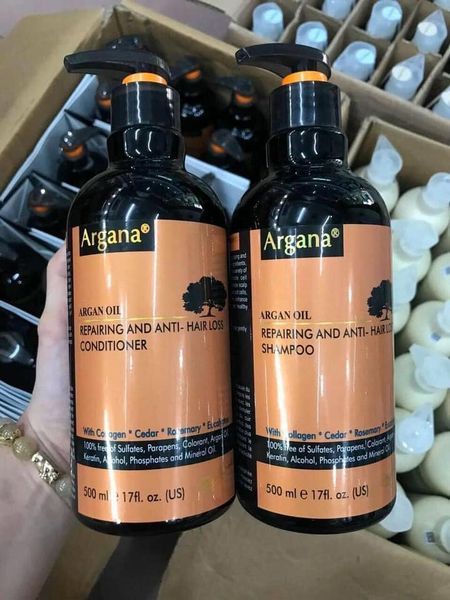 Argana®
ARGAN OIL
REPAIRING AND ANTI- HAIR LOSS
CONDITIONER
With Collagen * Cedar * Rosemary * Eucalyptus
100% free of Sulfates, Parapens, Colorant, Argan Oil,
Keratin, Alcohol, Phosphates and Mineral Oil.
500 ml e 17fl. oz. (US)
Argana®
ARGAN OIL
REPAIRING AND ANTI- HAIR LO
SHAMPOO
With Collagen * Cedar * Rosemary *
100% free of Sulfates, Parapens, Colorant,
Keratin, Alcohol, Phosphates and Mineral Oil.
500 ml e 17fl. oz. (US)